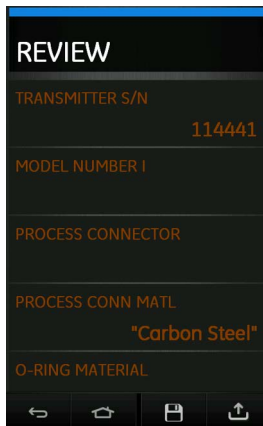 REVIEW
TRANSMITTER S/N
114441
MODEL NUMBER I
PROCESS CONNECTOR
PROCESS CONN MATL
"Carbon Steel"
O-RING MATERIAL